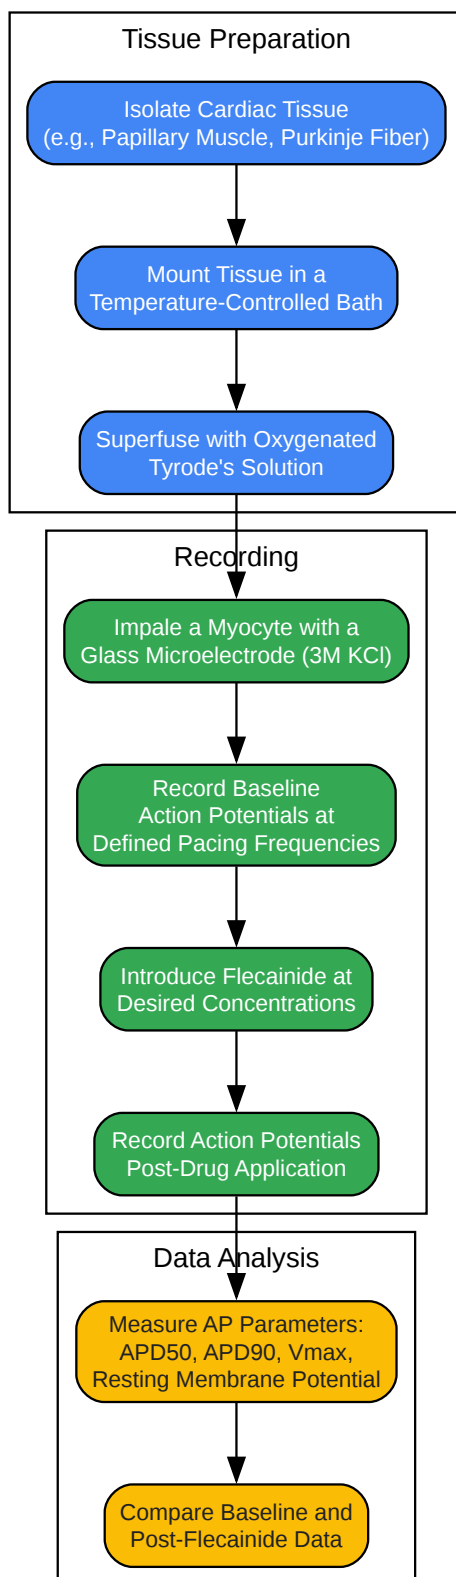 Tissue Preparation
Isolate Cardiac Tissue
(e.g., Papillary Muscle, Purkinje Fiber)
Mount Tissue in a
Temperature-Controlled Bath
Superfuse with Oxygenated
Tyrode's Solution
Recording
Impale a Myocyte with a
Glass Microelectrode (3M KCl)
Record Baseline
Action Potentials at
Defined Pacing Frequencies
Introduce Flecainide at
Desired Concentrations
Record Action Potentials
Post-Drug Application
Data Analysis
Measure AP Parameters:
APD50, APD90, Vmax,
Resting Membrane Potential
Compare Baseline and
Post-Flecainide Data